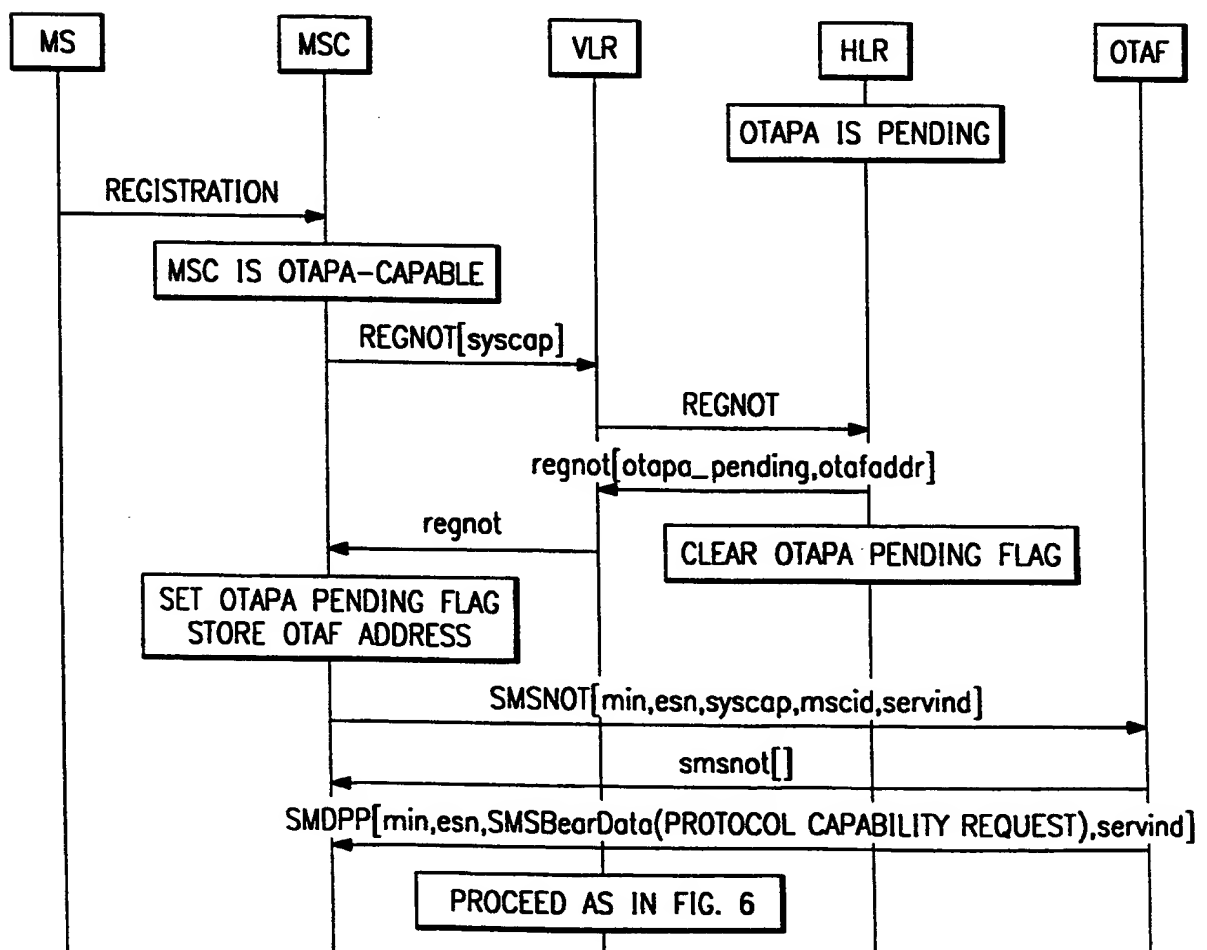 MS
MSC
VLR
HLR
OTAF
OTAPA IS PENDING
REGISTRATION
MSC IS OTAPA-CAPABLE
REGNOT[syscap]
REGNOT
regnot[otapa_pending,otafaddr]
regnot
CLEAR OTAPA PENDING FLAG
SET OTAPA PENDING FLAG
STORE OTAF ADDRESS
SMSNOT[min,esn,syscap,mscid,servind]
smsnot[]
SMDPP[min,esn,SMSBearData(PROTOCOL CAPABILITY REQUEST),servind]
PROCEED AS IN FIG. 6